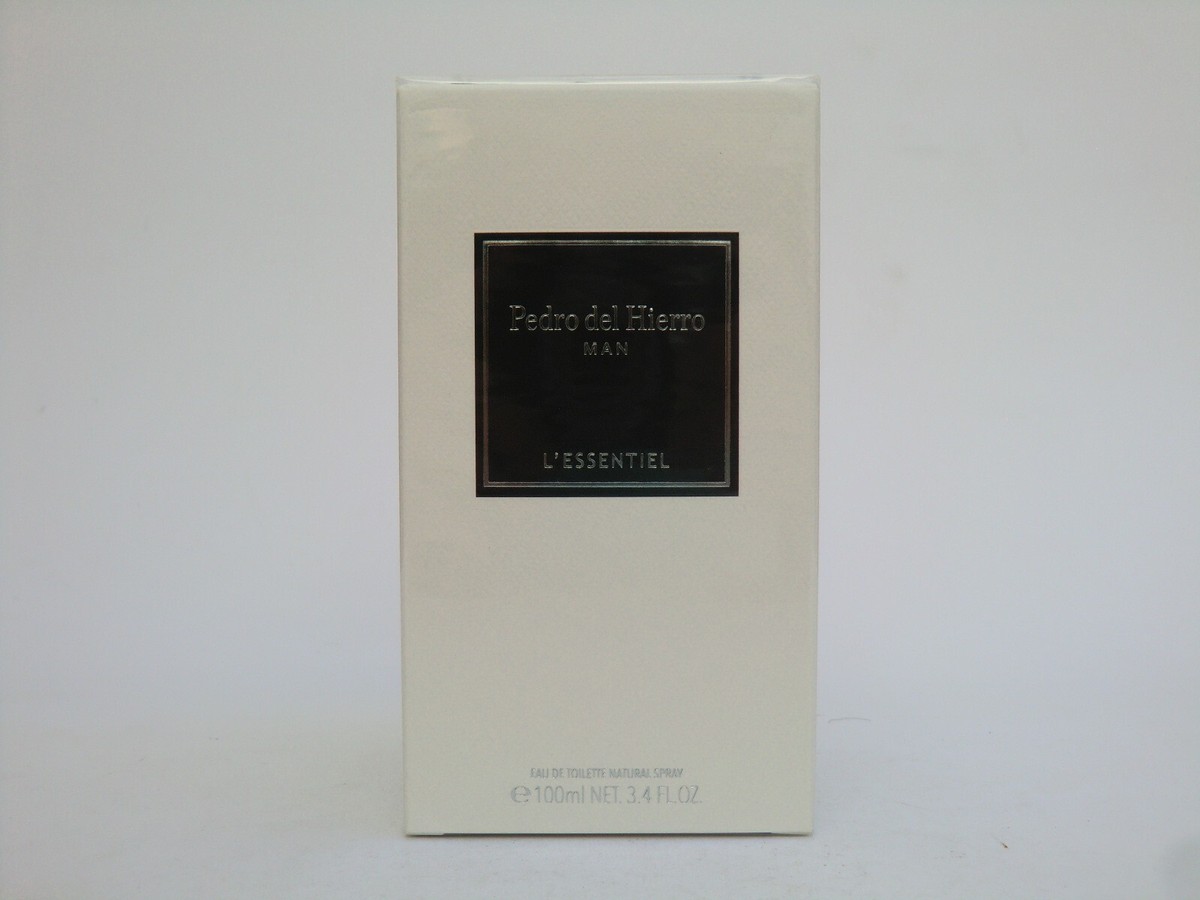 Pedro del Hierro
MAN
L'ESSENTIEL
EAU DE TOILETTE NATURAL SPRAY
℮100ml NET. 3.4 FL.OZ.